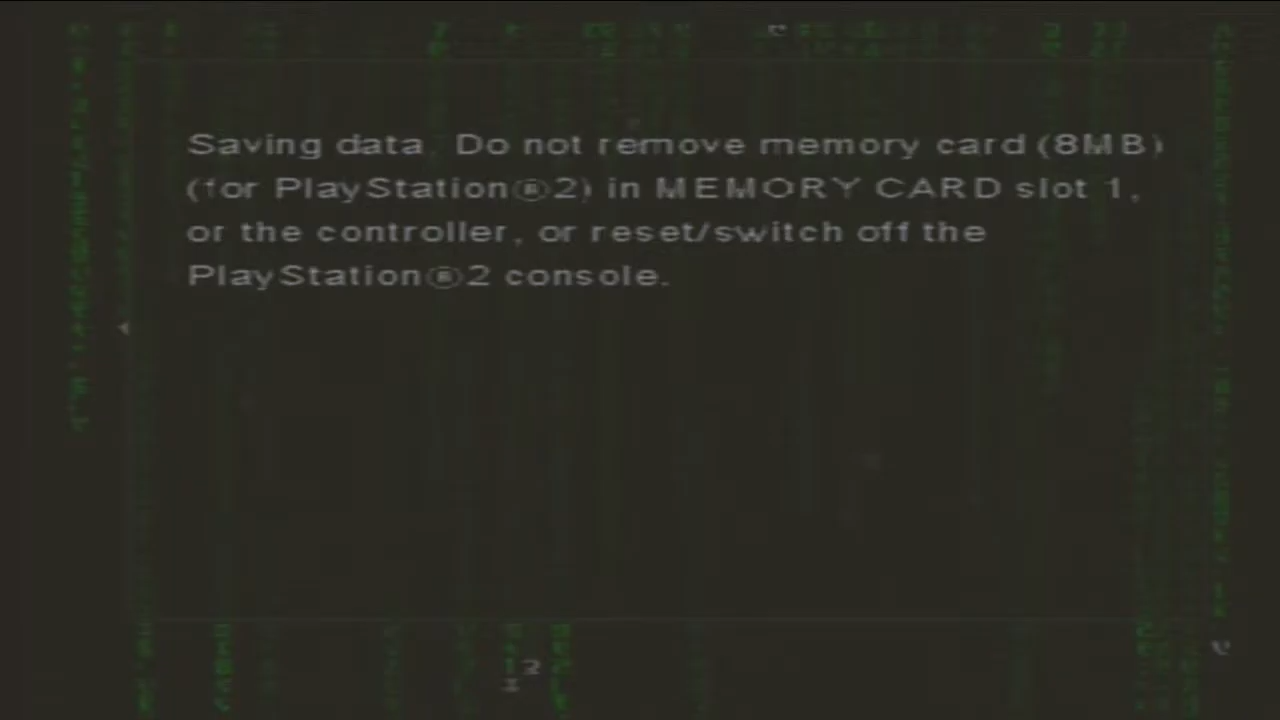 Saving data. Do not remove memory card (8MB)
(for PlayStation®2) in MEMORY CARD slot 1,
or the controller, or reset/switch off the
PlayStation®2 console.